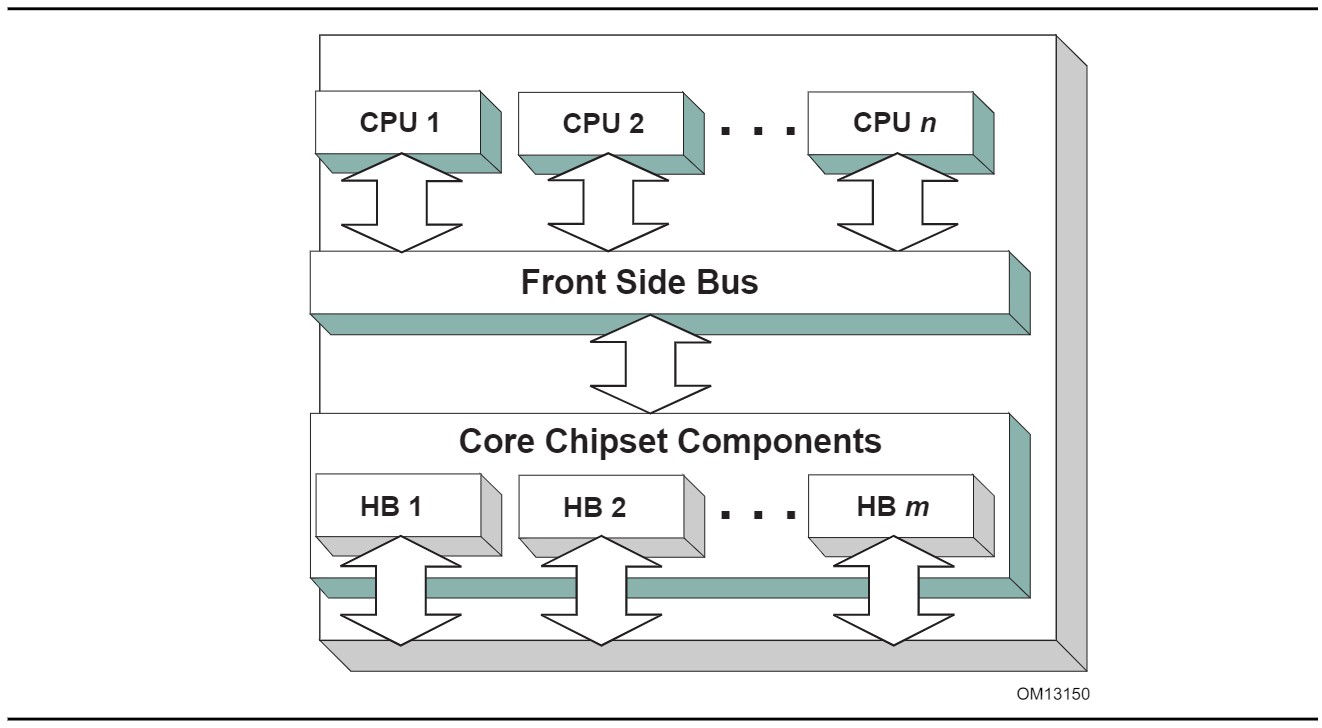 CPU 1 CPU 2 . . . CPU n
Front Side Bus
Core Chipset Components
HB 1 HB 2 . . . HB m
OM13150